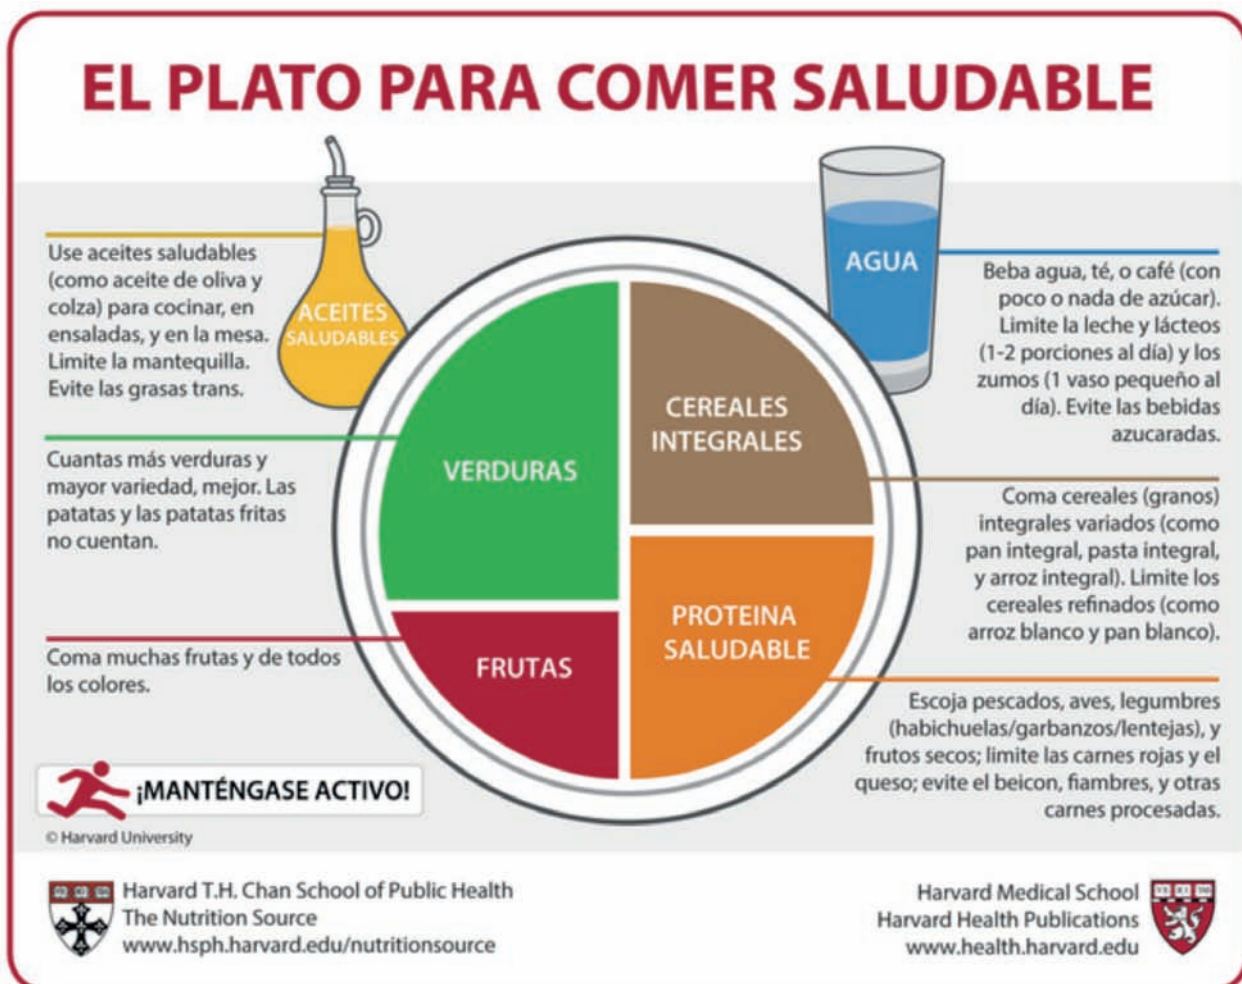 EL PLATO PARA COMER SALUDABLE
Use aceites saludables
(como aceite de oliva y
colza) para cocinar, en
ensaladas, y en la mesa.
Limite la mantequilla.
Evite las grasas trans.
ACEITES
SALUDABLES
AGUA
Beba agua, té, o café (con
poco o nada de azúcar).
Limite la leche y lácteos
(1-2 porciones al día) y los
zumos (1 vaso pequeño al
día). Evite las bebidas
azucaradas.
VERDURAS
CEREALES
INTEGRALES
Cuantas más verduras y
mayor variedad, mejor. Las
patatas y las patatas fritas
no cuentan.
Coma cereales (granos)
integrales variados (como
pan integral, pasta integral,
y arroz integral). Limite los
cereales refinados (como
arroz blanco y pan blanco).
FRUTAS
PROTEINA
SALUDABLE
Coma muchas frutas y de todos
los colores.
Escoja pescados, aves, legumbres
(habichuelas/garbanzos/lentejas), y
frutos secos; limite las carnes rojas y el
queso; evite el beicon, fiambres, y otras
carnes procesadas.
¡MANTÉNGASE ACTIVO!
© Harvard University
Harvard T.H. Chan School of Public Health
The Nutrition Source
www.hsph.harvard.edu/nutritionsource
Harvard Medical School
Harvard Health Publications
www.health.harvard.edu